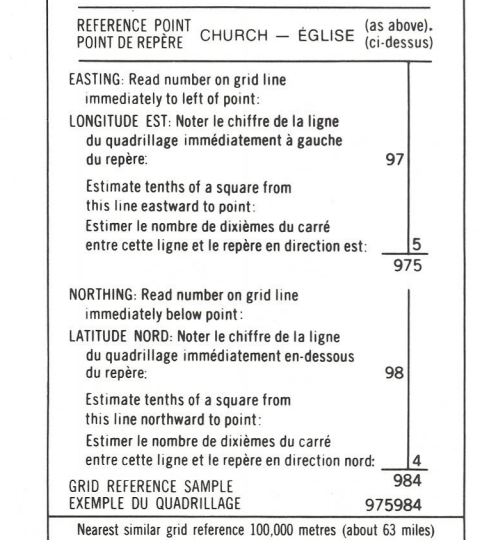 REFERENCE POINT CHURCH — ÉGLISE (as above).
POINT DE REPÈRE (ci-dessus)
EASTING: Read number on grid line
immediately to left of point:
LONGITUDE EST: Noter le chiffre de la ligne
du quadrillage immédiatement à gauche
du repère: 97
Estimate tenths of a square from
this line eastward to point:
Estimer le nombre de dixièmes du carré
entre cette ligne et le repère en direction est: 5
975
NORTHING: Read number on grid line
immediately below point:
LATITUDE NORD: Noter le chiffre de la ligne
du quadrillage immédiatement en-dessous
du repère: 98
Estimate tenths of a square from
this line northward to point:
Estimer le nombre de dixièmes du carré
entre cette ligne et le repère en direction nord: 4
GRID REFERENCE SAMPLE 984
EXEMPLE DU QUADRILLAGE 975984
Nearest similar grid reference 100,000 metres (about 63 miles)